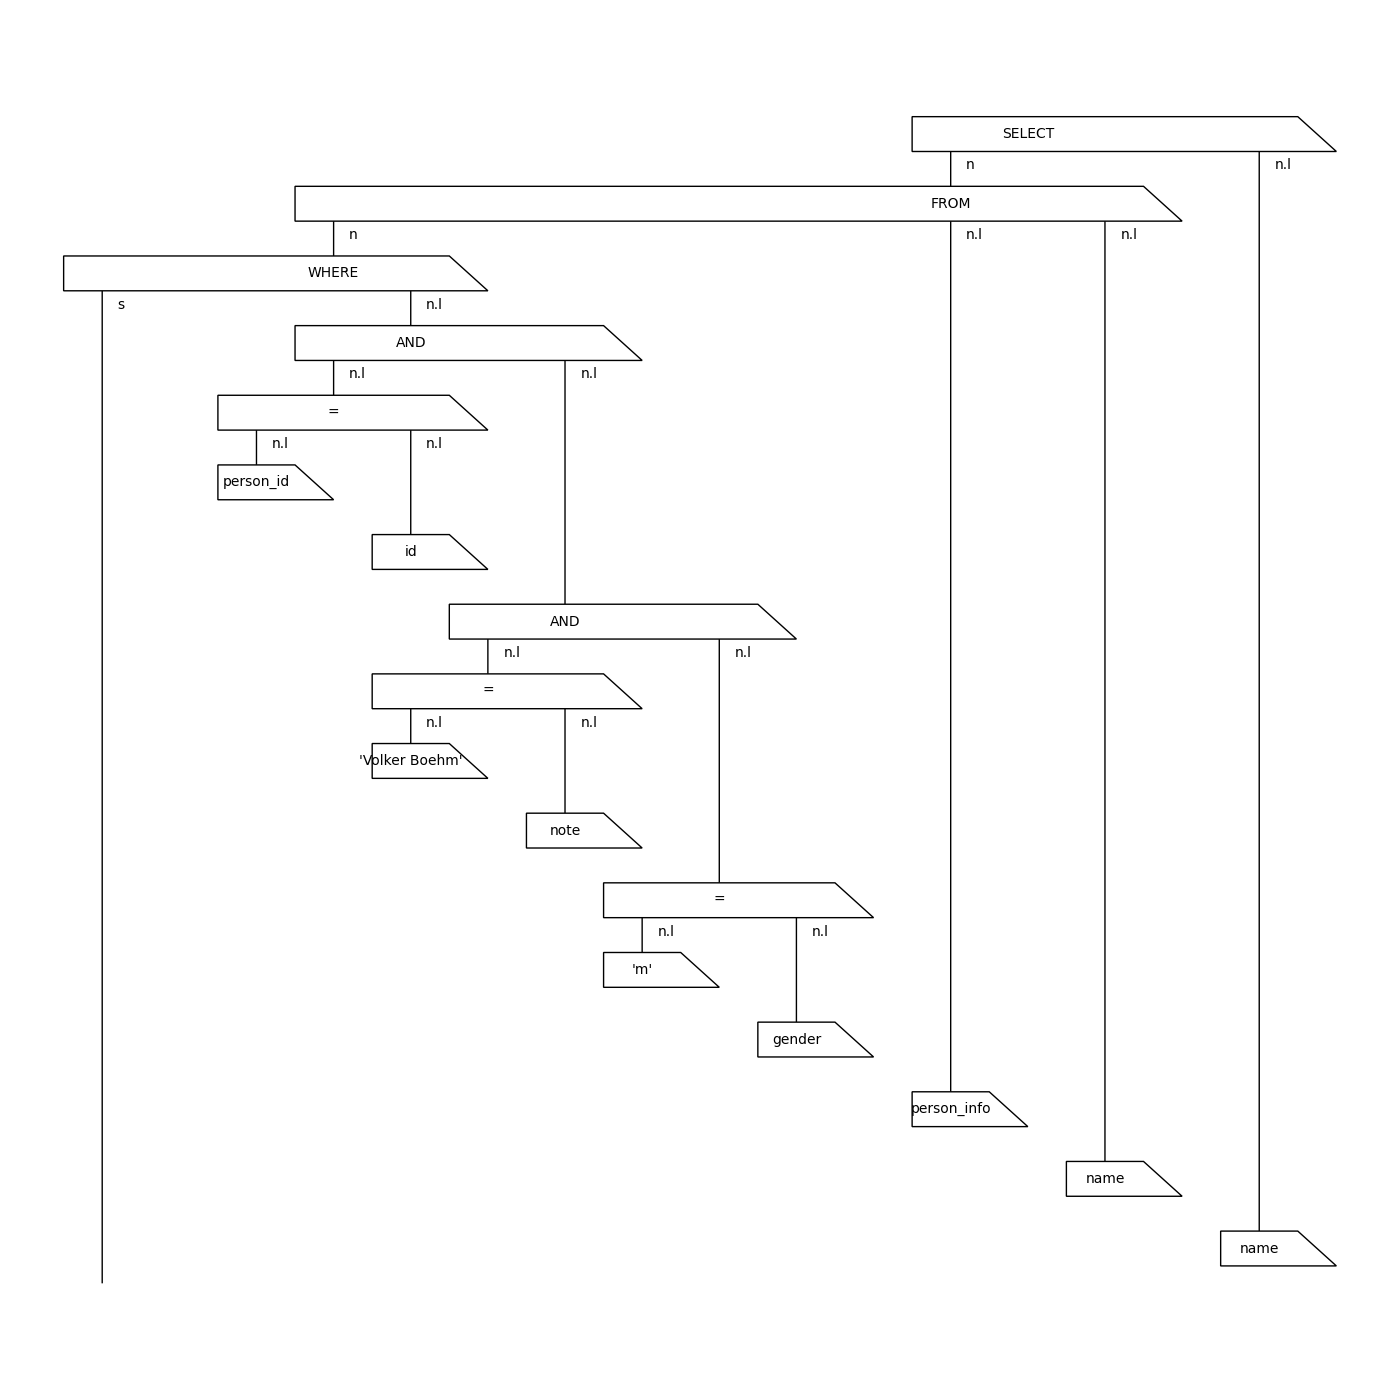 SELECT
n n.l
FROM
n n.l n.l
WHERE
s n.l
AND
n.l n.l
=
n.l n.l
person_id
id
AND
n.l n.l
=
n.l n.l
'Volker Boehm'
note
=
n.l n.l
'm'
gender
person_info
name
name